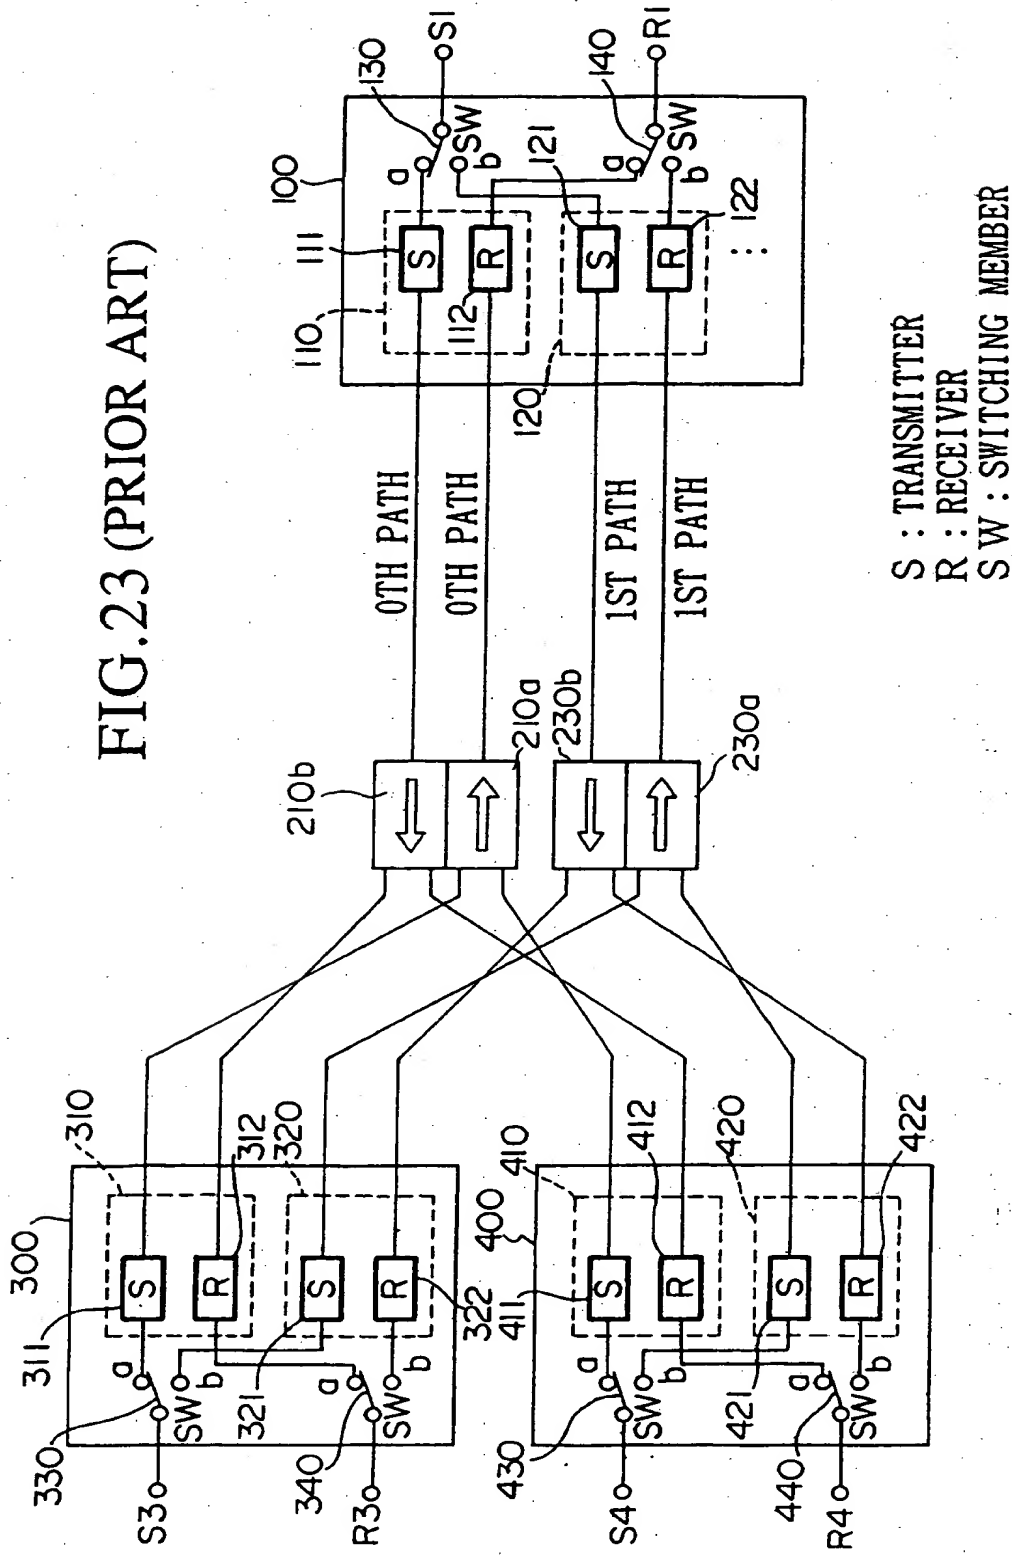 FIG.23 (PRIOR ART)
300
310
311
S
R
312
330
a
SW
b
S3
320
321
S
R
322
340
a
SW
b
R3
400
410
411
S
R
412
430
a
SW
b
S4
420
421
S
R
422
440
a
SW
b
R4
210b
210a
230b
230a
0TH PATH
0TH PATH
1ST PATH
1ST PATH
100
110
111
S
R
112
130
a
SW
b
S1
120
121
S
R
122
140
a
SW
b
R1
S : TRANSMITTER
R : RECEIVER
SW : SWITCHING MEMBER